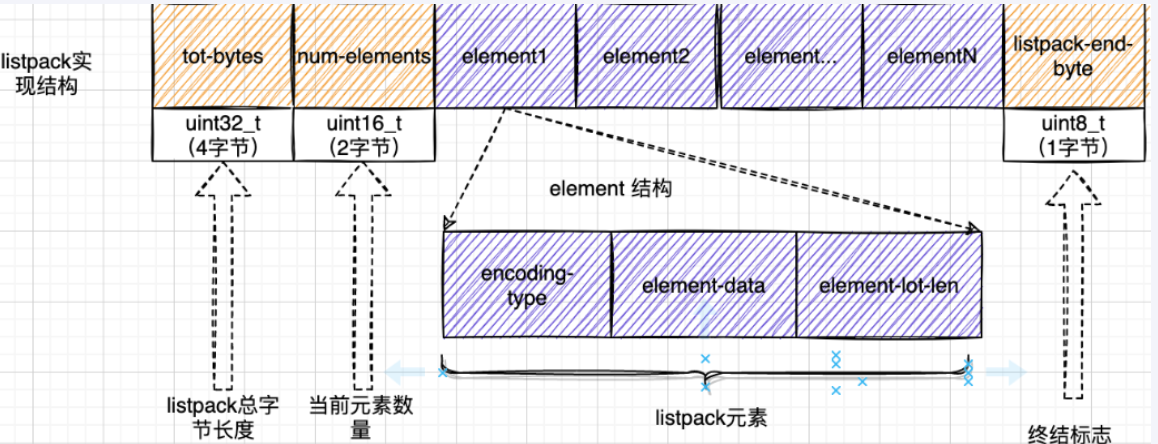 listpack实
现结构
tot-bytes
num-elements
element1
element2
element...
elementN
listpack-end-
byte
uint32_t
(4字节)
uint16_t
(2字节)
uint8_t
(1字节)
element 结构
encoding-
type
element-data
element-lot-len
listpack总字
节长度
当前元素数
量
listpack元素
终结标志